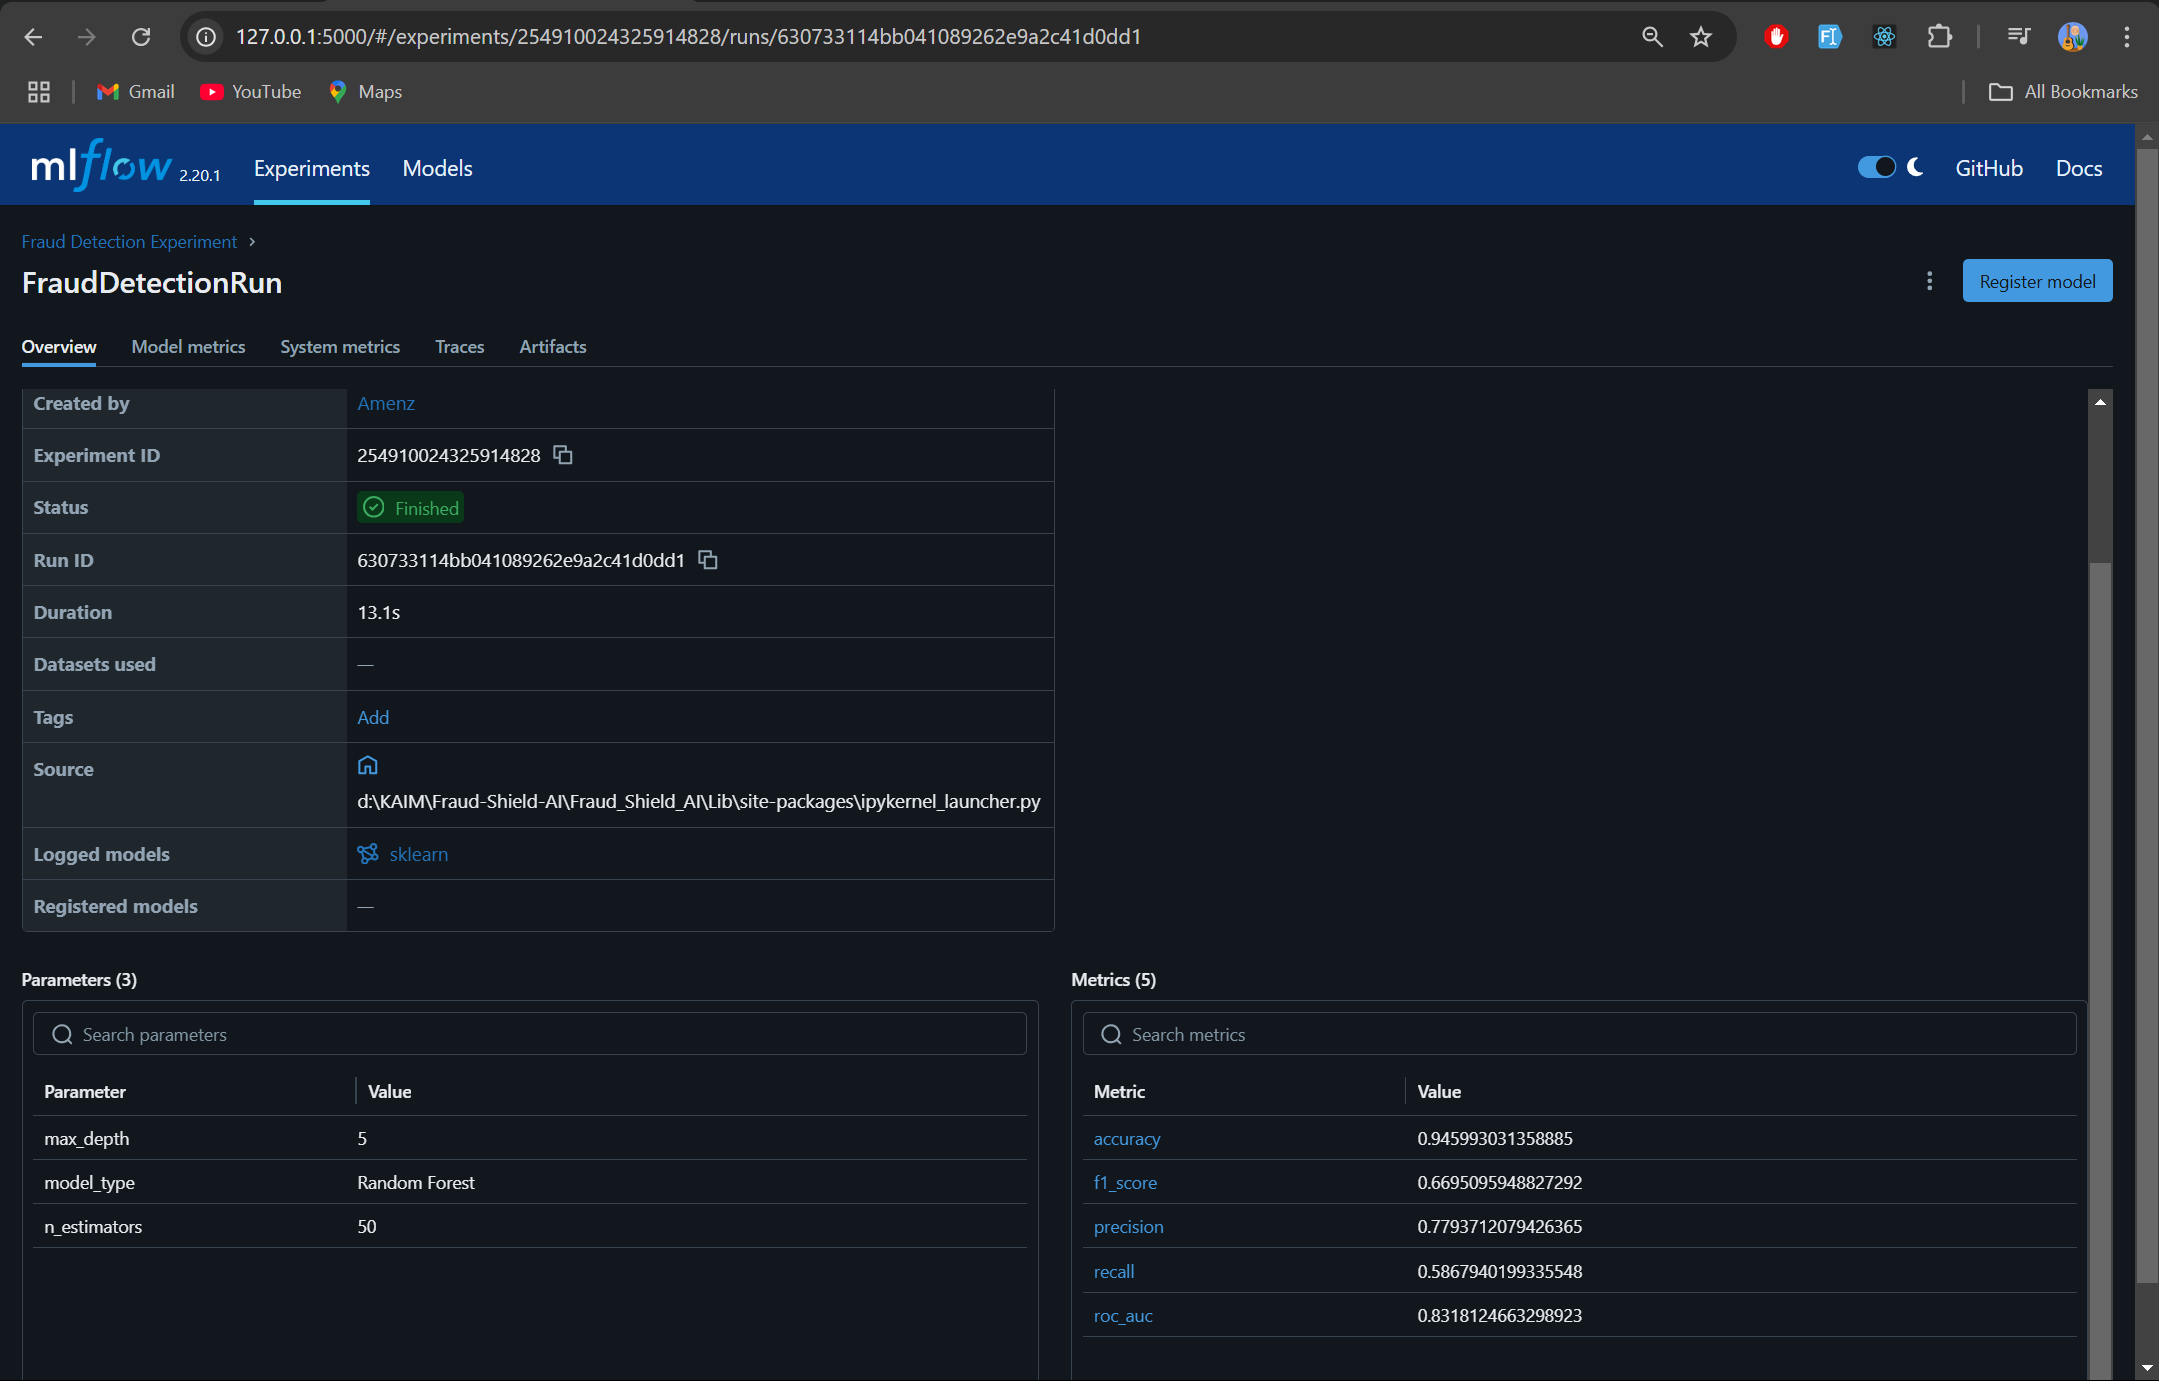 127.0.0.1:5000/#/experiments/254910024325914828/runs/630733114bb041089262e9a2c41d0dd1
Gmail YouTube Maps All Bookmarks
mlflow 2.20.1 Experiments Models GitHub Docs
Fraud Detection Experiment
FraudDetectionRun
Register model
Overview Model metrics System metrics Traces Artifacts
Created by Amenz
Experiment ID 254910024325914828
Status Finished
Run ID 630733114bb041089262e9a2c41d0dd1
Duration 13.1s
Datasets used —
Tags Add
Source
d:\KAIM\Fraud-Shield-AI\Fraud_Shield_AI\Lib\site-packages\ipykernel_launcher.py
Logged models sklearn
Registered models —
Parameters (3)
Search parameters
Parameter Value
max_depth 5
model_type Random Forest
n_estimators 50
Metrics (5)
Search metrics
Metric Value
accuracy 0.945993031358885
f1_score 0.6695095948827292
precision 0.7793712079426365
recall 0.5867940199335548
roc_auc 0.8318124663298923